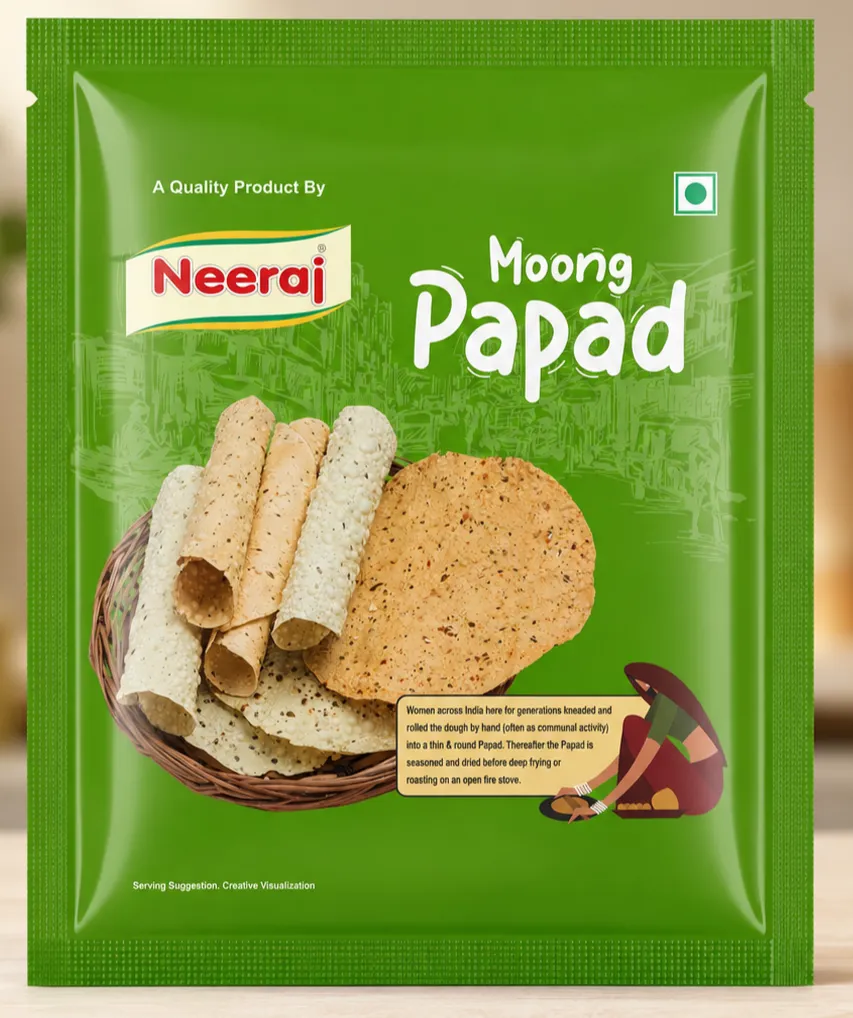 A Quality Product By
Neeraj®
Moong
Papad
Women across India here for generations kneaded and
rolled the dough by hand (often as communal activity)
into a thin & round Papad. Thereafter the Papad is
seasoned and dried before deep frying or
roasting on an open fire stove.
Serving Suggestion. Creative Visualization